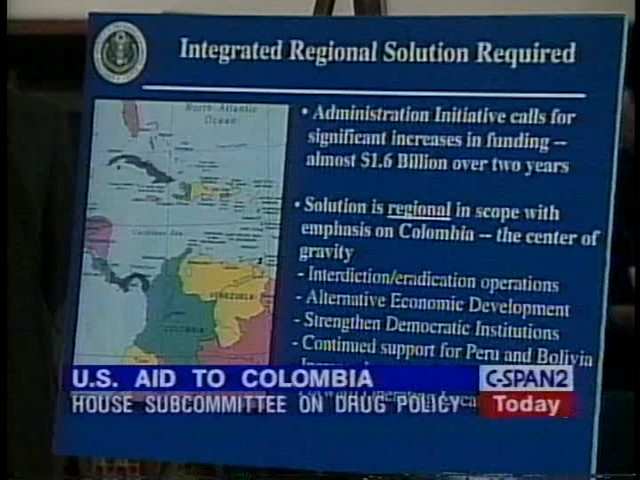 Integrated Regional Solution Required
North Atlantic
Ocean
• Administration Initiative calls for
significant increases in funding --
almost $1.6 Billion over two years
• Solution is regional in scope with
emphasis on Colombia -- the center of
gravity
- Interdiction/eradication operations
- Alternative Economic Development
- Strengthen Democratic Institutions
- Continued support for Peru and Bolivia
VENEZUELA
COLOMBIA
U.S. AID TO COLOMBIA
C-SPAN2
HOUSE SUBCOMMITTEE ON DRUG POLICY
Today